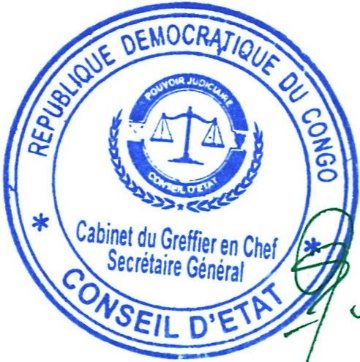 REPUBLIQUE DEMOCRATIQUE DU CONGO
POUVOIR JUDICIAIRE
CONSEIL D'ETAT
Cabinet du Greffier en Chef
Secrétaire Général
* CONSEIL D'ETAT *